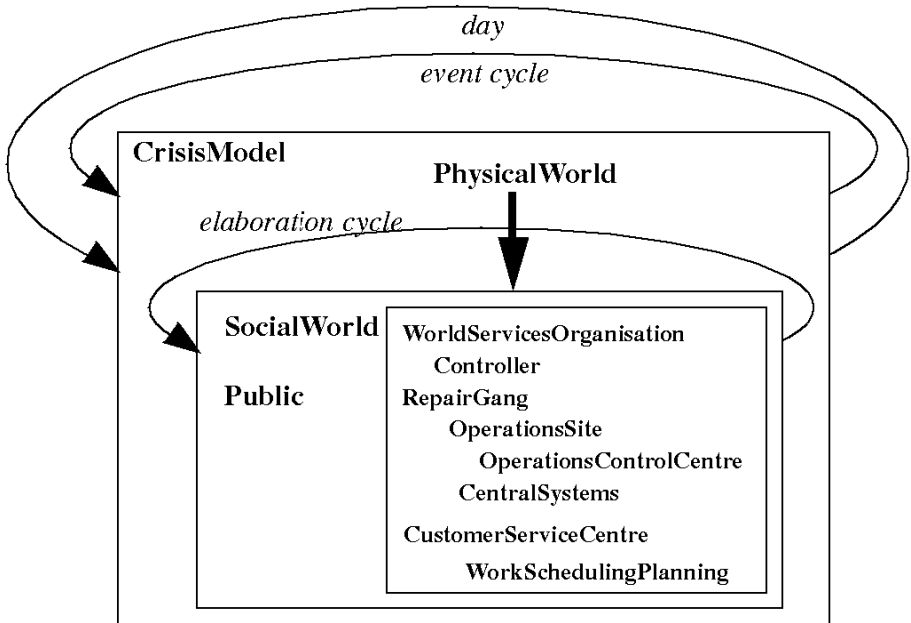 day
event cycle
CrisisModel
PhysicalWorld
elaboration cycle
SocialWorld
Public
WorldServicesOrganisation
Controller
RepairGang
OperationsSite
OperationsControlCentre
CentralSystems
CustomerServiceCentre
WorkSchedulingPlanning